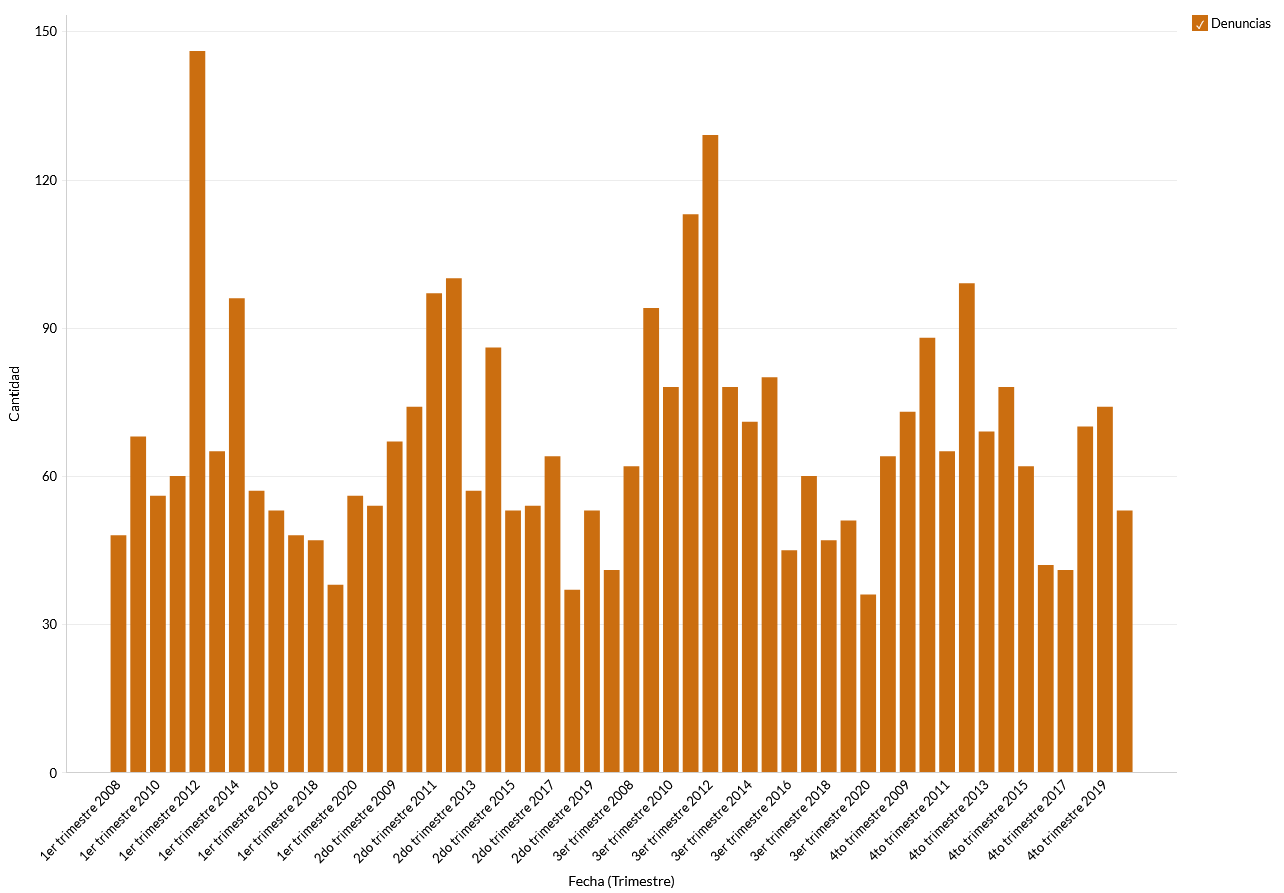 Denuncias
150
120
90
60
30
0
Cantidad
1er trimestre 2008
1er trimestre 2010
1er trimestre 2012
1er trimestre 2014
1er trimestre 2016
1er trimestre 2018
1er trimestre 2020
2do trimestre 2009
2do trimestre 2011
2do trimestre 2013
2do trimestre 2015
2do trimestre 2017
2do trimestre 2019
3er trimestre 2008
3er trimestre 2010
3er trimestre 2012
3er trimestre 2014
3er trimestre 2016
3er trimestre 2018
3er trimestre 2020
4to trimestre 2009
4to trimestre 2011
4to trimestre 2013
4to trimestre 2015
4to trimestre 2017
4to trimestre 2019
Fecha (Trimestre)